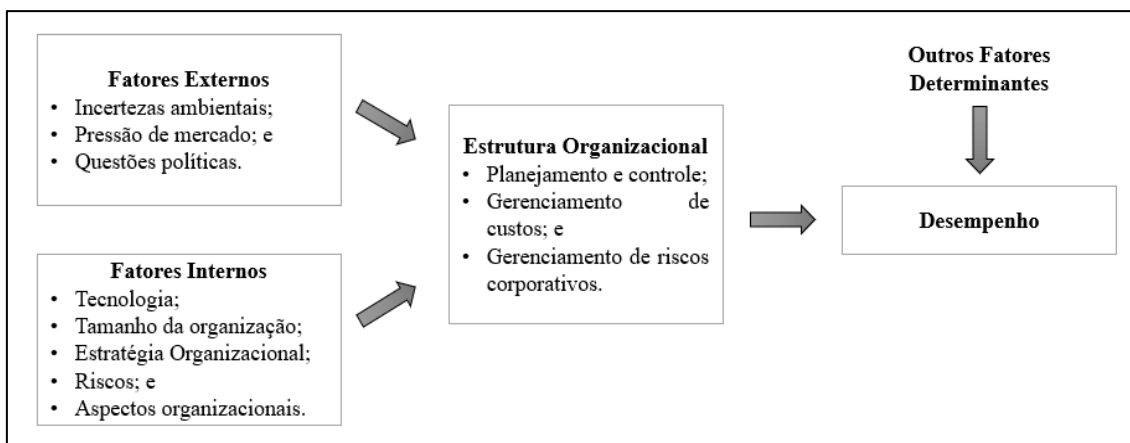 Fatores Externos
• Incertezas ambientais;
• Pressão de mercado; e
• Questões políticas.
Fatores Internos
• Tecnologia;
• Tamanho da organização;
• Estratégia Organizacional;
• Riscos; e
• Aspectos organizacionais.
Estrutura Organizacional
• Planejamento e controle;
• Gerenciamento de
custos; e
• Gerenciamento de riscos
corporativos.
Outros Fatores
Determinantes
Desempenho